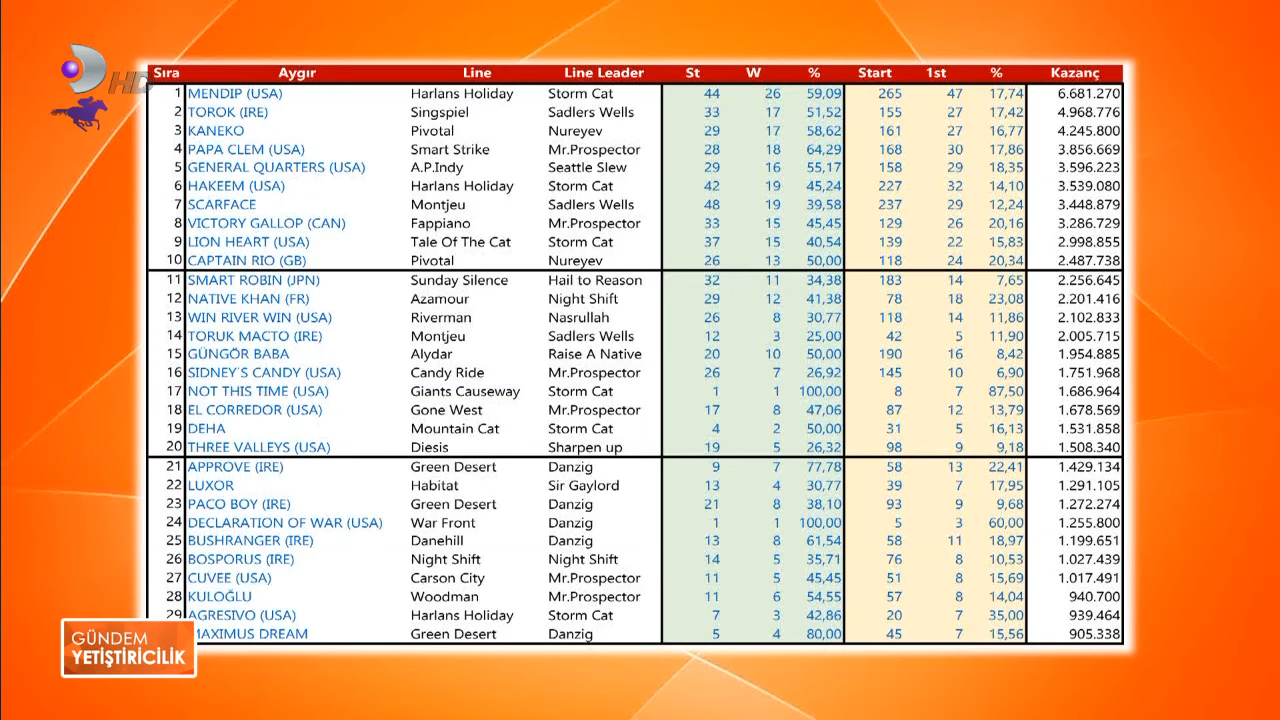 HD
Sıra Aygır Line Line Leader St W % Start 1st % Kazanç
1 MENDIP (USA) Harlans Holiday Storm Cat 44 26 59,09 265 47 17,74 6.681.270
2 TOROK (IRE) Singspiel Sadlers Wells 33 17 51,52 155 27 17,42 4.968.776
3 KANEKO Pivotal Nureyev 29 17 58,62 161 27 16,77 4.245.800
4 PAPA CLEM (USA) Smart Strike Mr.Prospector 28 18 64,29 168 30 17,86 3.856.669
5 GENERAL QUARTERS (USA) A.P.Indy Seattle Slew 29 16 55,17 158 29 18,35 3.596.223
6 HAKEEM (USA) Harlans Holiday Storm Cat 42 19 45,24 227 32 14,10 3.539.080
7 SCARFACE Montjeu Sadlers Wells 48 19 39,58 237 29 12,24 3.448.879
8 VICTORY GALLOP (CAN) Fappiano Mr.Prospector 33 15 45,45 129 26 20,16 3.286.729
9 LION HEART (USA) Tale Of The Cat Storm Cat 37 15 40,54 139 22 15,83 2.998.855
10 CAPTAIN RIO (GB) Pivotal Nureyev 26 13 50,00 118 24 20,34 2.487.738
11 SMART ROBIN (JPN) Sunday Silence Hail to Reason 32 11 34,38 183 14 7,65 2.256.645
12 NATIVE KHAN (FR) Azamour Night Shift 29 12 41,38 78 18 23,08 2.201.416
13 WIN RIVER WIN (USA) Riverman Nasrullah 26 8 30,77 118 14 11,86 2.102.833
14 TORUK MACTO (IRE) Montjeu Sadlers Wells 12 3 25,00 42 5 11,90 2.005.715
15 GÜNGÖR BABA Alydar Raise A Native 20 10 50,00 190 16 8,42 1.954.885
16 SIDNEY´S CANDY (USA) Candy Ride Mr.Prospector 26 7 26,92 145 10 6,90 1.751.968
17 NOT THIS TIME (USA) Giants Causeway Storm Cat 1 1 100,00 8 7 87,50 1.686.964
18 EL CORREDOR (USA) Gone West Mr.Prospector 17 8 47,06 87 12 13,79 1.678.569
19 DEHA Mountain Cat Storm Cat 4 2 50,00 31 5 16,13 1.531.858
20 THREE VALLEYS (USA) Diesis Sharpen up 19 5 26,32 98 9 9,18 1.508.340
21 APPROVE (IRE) Green Desert Danzig 9 7 77,78 58 13 22,41 1.429.134
22 LUXOR Habitat Sir Gaylord 13 4 30,77 39 7 17,95 1.291.105
23 PACO BOY (IRE) Green Desert Danzig 21 8 38,10 93 9 9,68 1.272.274
24 DECLARATION OF WAR (USA) War Front Danzig 1 1 100,00 5 3 60,00 1.255.800
25 BUSHRANGER (IRE) Danehill Danzig 13 8 61,54 58 11 18,97 1.199.651
26 BOSPORUS (IRE) Night Shift Night Shift 14 5 35,71 76 8 10,53 1.027.439
27 CUVEE (USA) Carson City Mr.Prospector 11 5 45,45 51 8 15,69 1.017.491
28 KULOĞLU Woodman Mr.Prospector 11 6 54,55 57 8 14,04 940.700
29 AGRESIVO (USA) Harlans Holiday Storm Cat 7 3 42,86 20 7 35,00 939.464
MAXIMUS DREAM Green Desert Danzig 5 4 80,00 45 7 15,56 905.338
GÜNDEM
YETİŞTİRİCİLİK